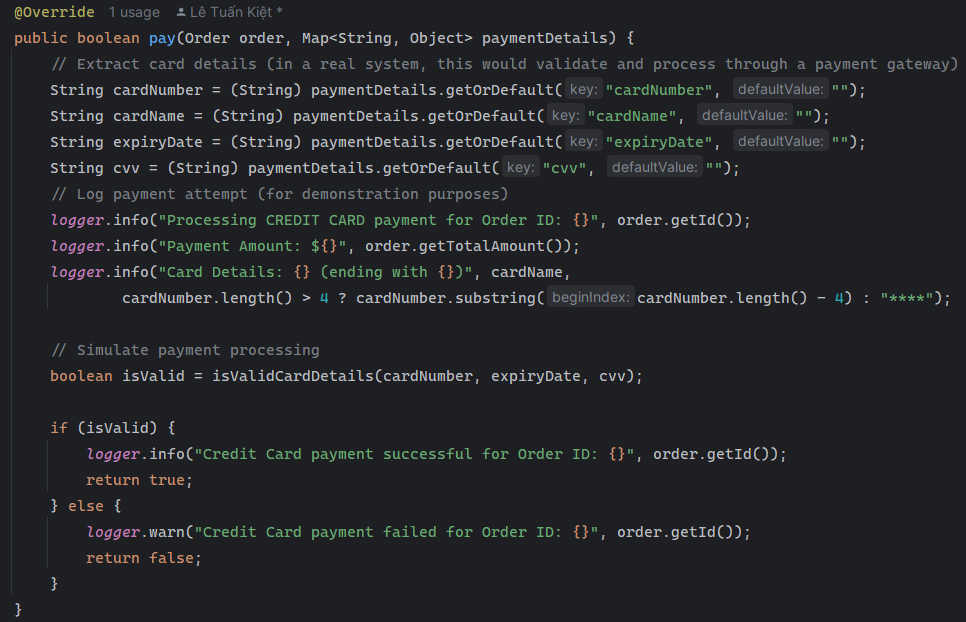 @Override 1 usage Lê Tuấn Kiệt *
public boolean pay(Order order, Map<String, Object> paymentDetails) {
// Extract card details (in a real system, this would validate and process through a payment gateway)
String cardNumber = (String) paymentDetails.getOrDefault( key: "cardNumber", defaultValue: "");
String cardName = (String) paymentDetails.getOrDefault( key: "cardName", defaultValue: "");
String expiryDate = (String) paymentDetails.getOrDefault( key: "expiryDate", defaultValue: "");
String cvv = (String) paymentDetails.getOrDefault( key: "cvv", defaultValue: "");
// Log payment attempt (for demonstration purposes)
logger.info("Processing CREDIT CARD payment for Order ID: {}", order.getId());
logger.info("Payment Amount: ${}", order.getTotalAmount());
logger.info("Card Details: {} (ending with {})", cardName,
cardNumber.length() > 4 ? cardNumber.substring( beginIndex: cardNumber.length() - 4) : "****");
// Simulate payment processing
boolean isValid = isValidCardDetails(cardNumber, expiryDate, cvv);
if (isValid) {
logger.info("Credit Card payment successful for Order ID: {}", order.getId());
return true;
} else {
logger.warn("Credit Card payment failed for Order ID: {}", order.getId());
return false;
}
}